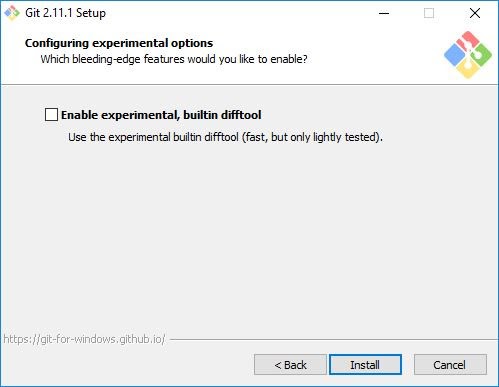 Git 2.11.1 Setup
Configuring experimental options
Which bleeding-edge features would you like to enable?
Enable experimental, builtin difftool
Use the experimental builtin difftool (fast, but only lightly tested).
https://git-for-windows.github.io/
< Back Install Cancel